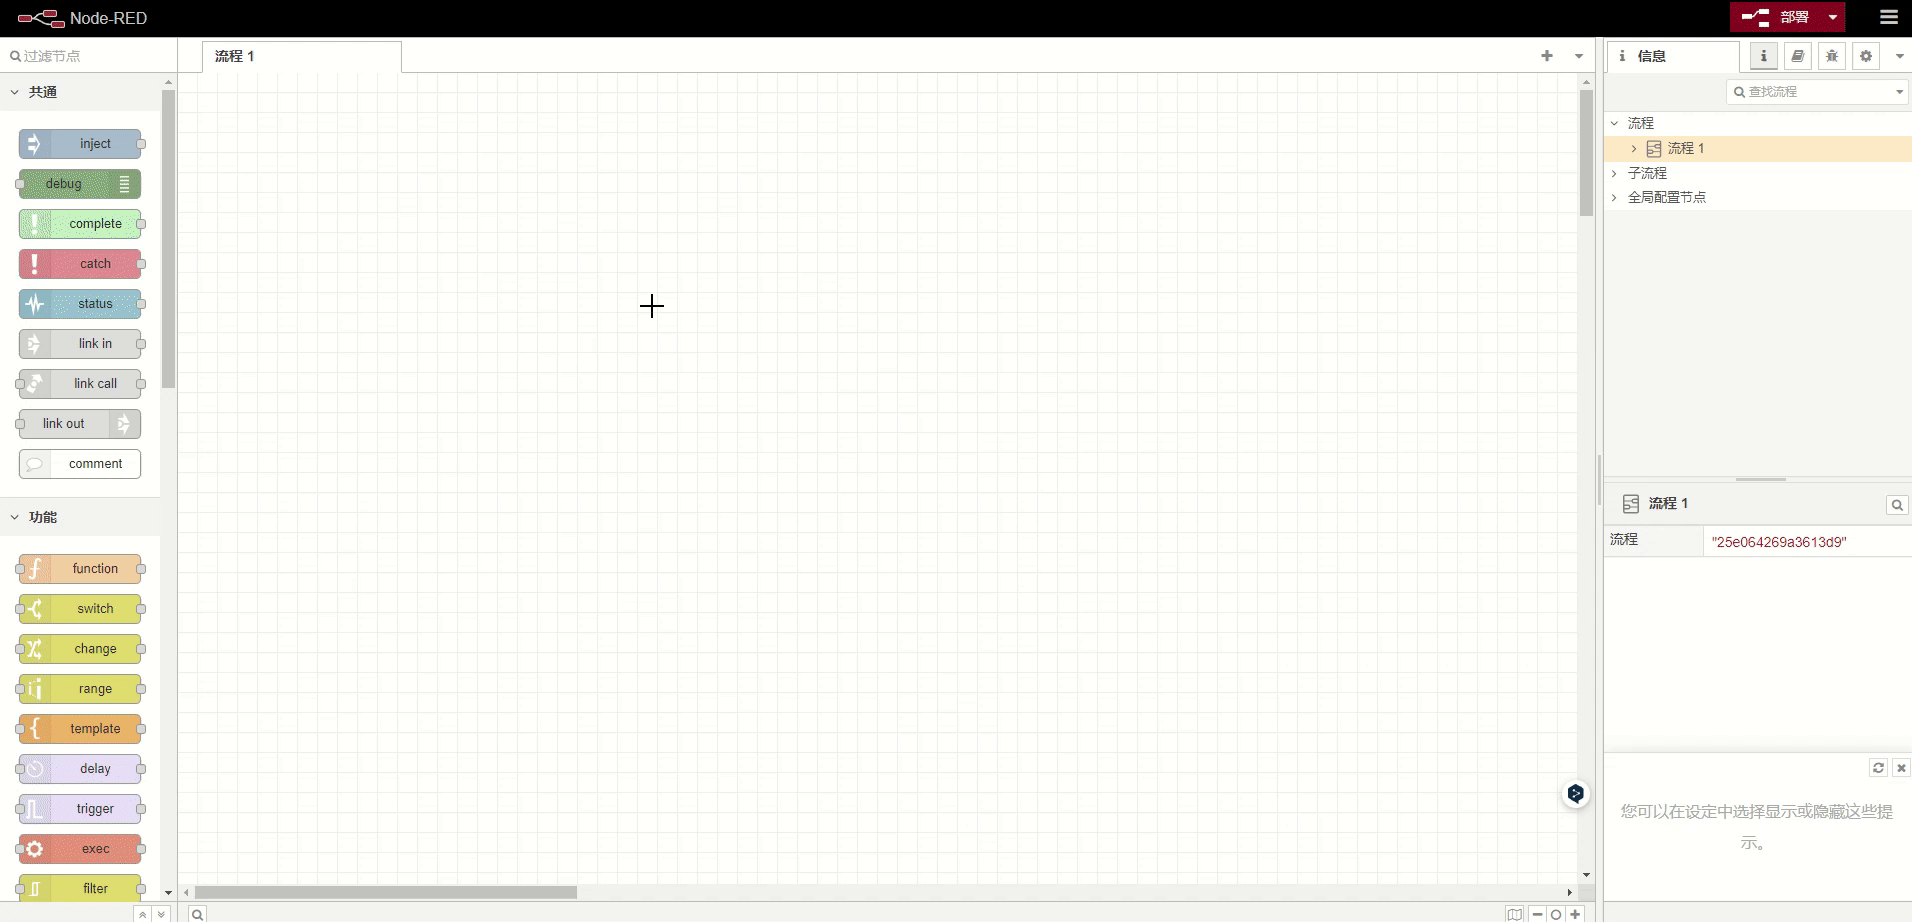 Node-RED
部署
过滤节点
流程 1
信息
共通
查找流程
inject
debug
complete
catch
status
link in
link call
link out
comment
流程
流程 1
子流程
全局配置节点
功能
function
switch
change
range
template
delay
trigger
exec
filter
流程 1
流程
"25e064269a3613d9"
您可以在设定中选择显示或隐藏这些提
示。